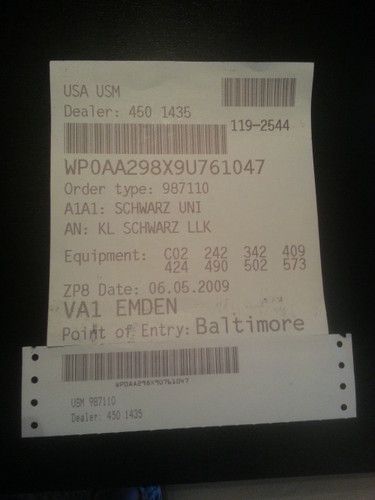 USA USM
Dealer: 450 1435
119-2544
WP0AA298X9U761047
Order type: 987110
A1A1: SCHWARZ UNI
AN: KL SCHWARZ LLK
Equipment: C02 242 342 409
424 490 502 573
ZP8 Date: 06.05.2009
VA1 EMDEN
Point of Entry: Baltimore
WP0AA298X9U761047
USM 987110
Dealer: 450 1435